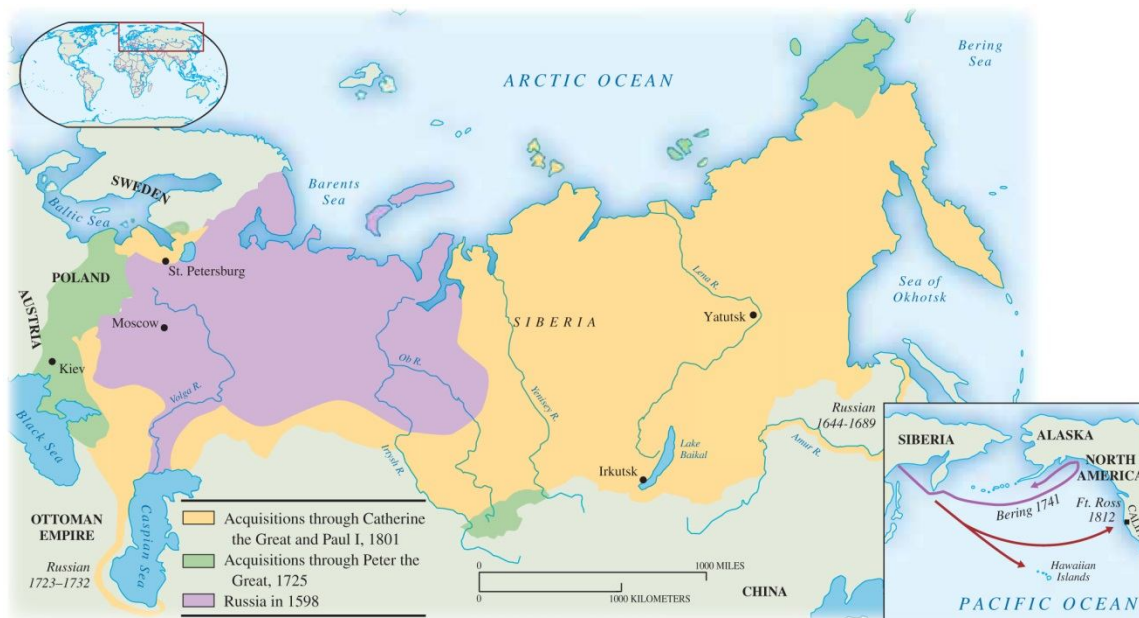 ARCTIC OCEAN
Bering
Sea
Barents
Sea
SWEDEN
Baltic Sea
St. Petersburg
POLAND
AUSTRIA
Moscow
Kiev
Volga R.
Ob R.
SIBERIA
Yenisey R.
Lena R.
Yatutsk
Sea of
Okhotsk
Black Sea
Irrysh R.
Lake
Baikal
Irkutsk
Russian
1644-1689
Amur R.
OTTOMAN
EMPIRE
Caspian Sea
Russian
1723–1732
Acquisitions through Catherine
the Great and Paul I, 1801
Acquisitions through Peter the
Great, 1725
Russia in 1598
0
1000 MILES
0
1000 KILOMETERS
CHINA
SIBERIA
ALASKA
NORTH
AMERICA
Bering 1741
Ft. Ross
1812
Hawaiian
Islands
PACIFIC OCEAN